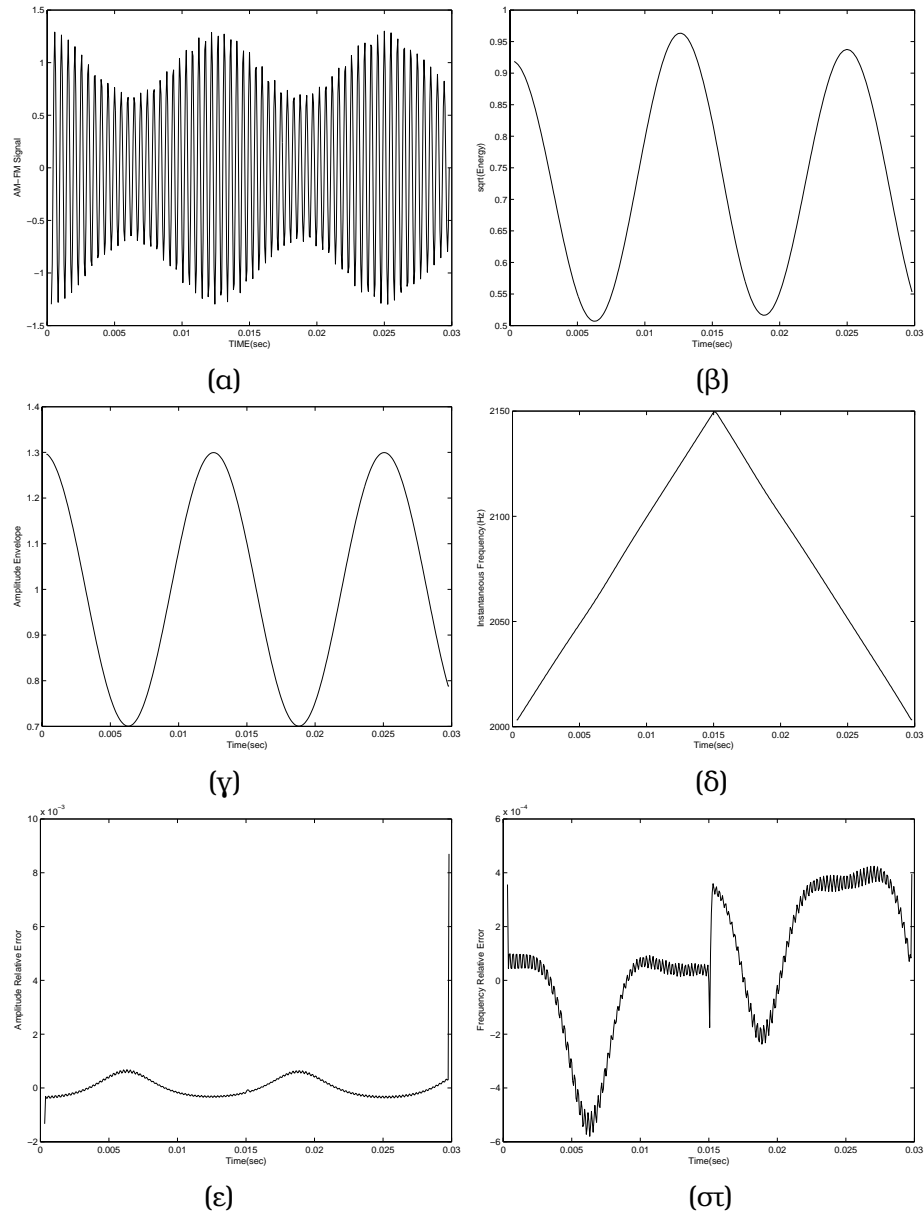 1.5
1
0.5
0
−0.5
−1
−1.5
AM−FM Signal
0 0.005 0.01 0.015 0.02 0.025 0.03
TIME(sec)
(α)
1
0.95
0.9
0.85
0.8
0.75
0.7
0.65
0.6
0.55
0.5
sqrt(Energy)
0 0.005 0.01 0.015 0.02 0.025 0.03
Time(sec)
(β)
1.4
1.3
1.2
1.1
1
0.9
0.8
0.7
Amplitude Envelope
0 0.005 0.01 0.015 0.02 0.025 0.03
Time(sec)
(γ)
2150
2100
2050
2000
Instantaneous Frequency(Hz)
0 0.005 0.01 0.015 0.02 0.025 0.03
Time(sec)
(δ)
x 10−3
10
8
6
4
2
0
−2
Amplitude Relative Error
0 0.005 0.01 0.015 0.02 0.025 0.03
Time(sec)
(ε)
x 10−4
6
4
2
0
−2
−4
−6
Frequency Relative Error
0 0.005 0.01 0.015 0.02 0.025 0.03
Time(sec)
(στ)